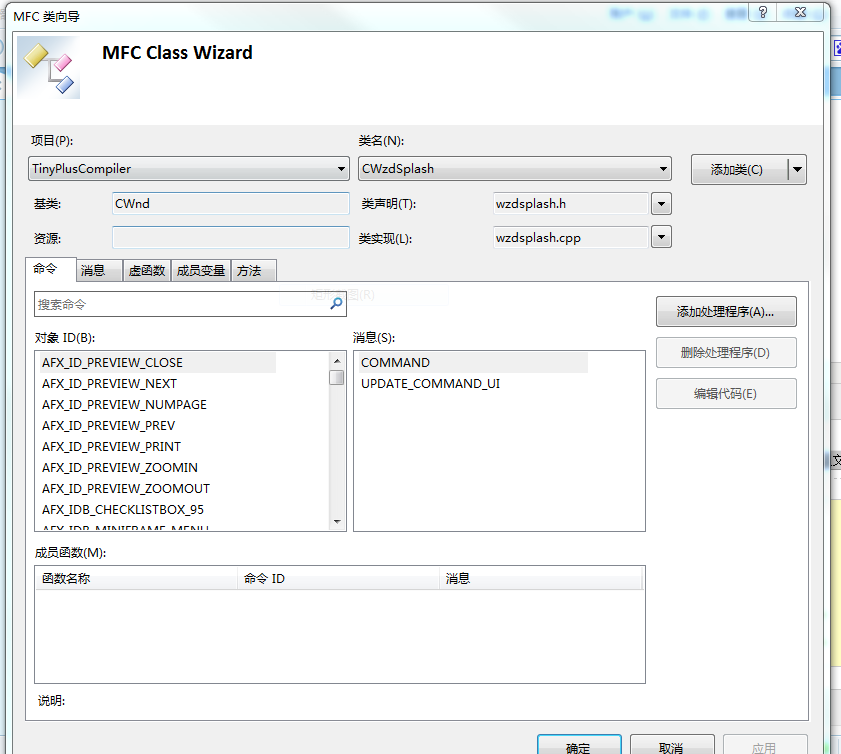 MFC 类向导
MFC Class Wizard
项目(P):
类名(N):
TinyPlusCompiler
CWzdSplash
添加类(C)
基类:
CWnd
类声明(T):
wzdsplash.h
资源:
类实现(L):
wzdsplash.cpp
命令
消息
虚函数
成员变量
方法
搜索命令
添加处理程序(A)...
对象 ID(B):
消息(S):
删除处理程序(D)
AFX_ID_PREVIEW_CLOSE
COMMAND
AFX_ID_PREVIEW_NEXT
UPDATE_COMMAND_UI
编辑代码(E)
AFX_ID_PREVIEW_NUMPAGE
AFX_ID_PREVIEW_PREV
AFX_ID_PREVIEW_PRINT
AFX_ID_PREVIEW_ZOOMIN
AFX_ID_PREVIEW_ZOOMOUT
AFX_IDB_CHECKLISTBOX_95
AFX_IDB_MINIFRAME_MENU
成员函数(M):
函数名称
命令 ID
消息
说明:
确定
取消
应用